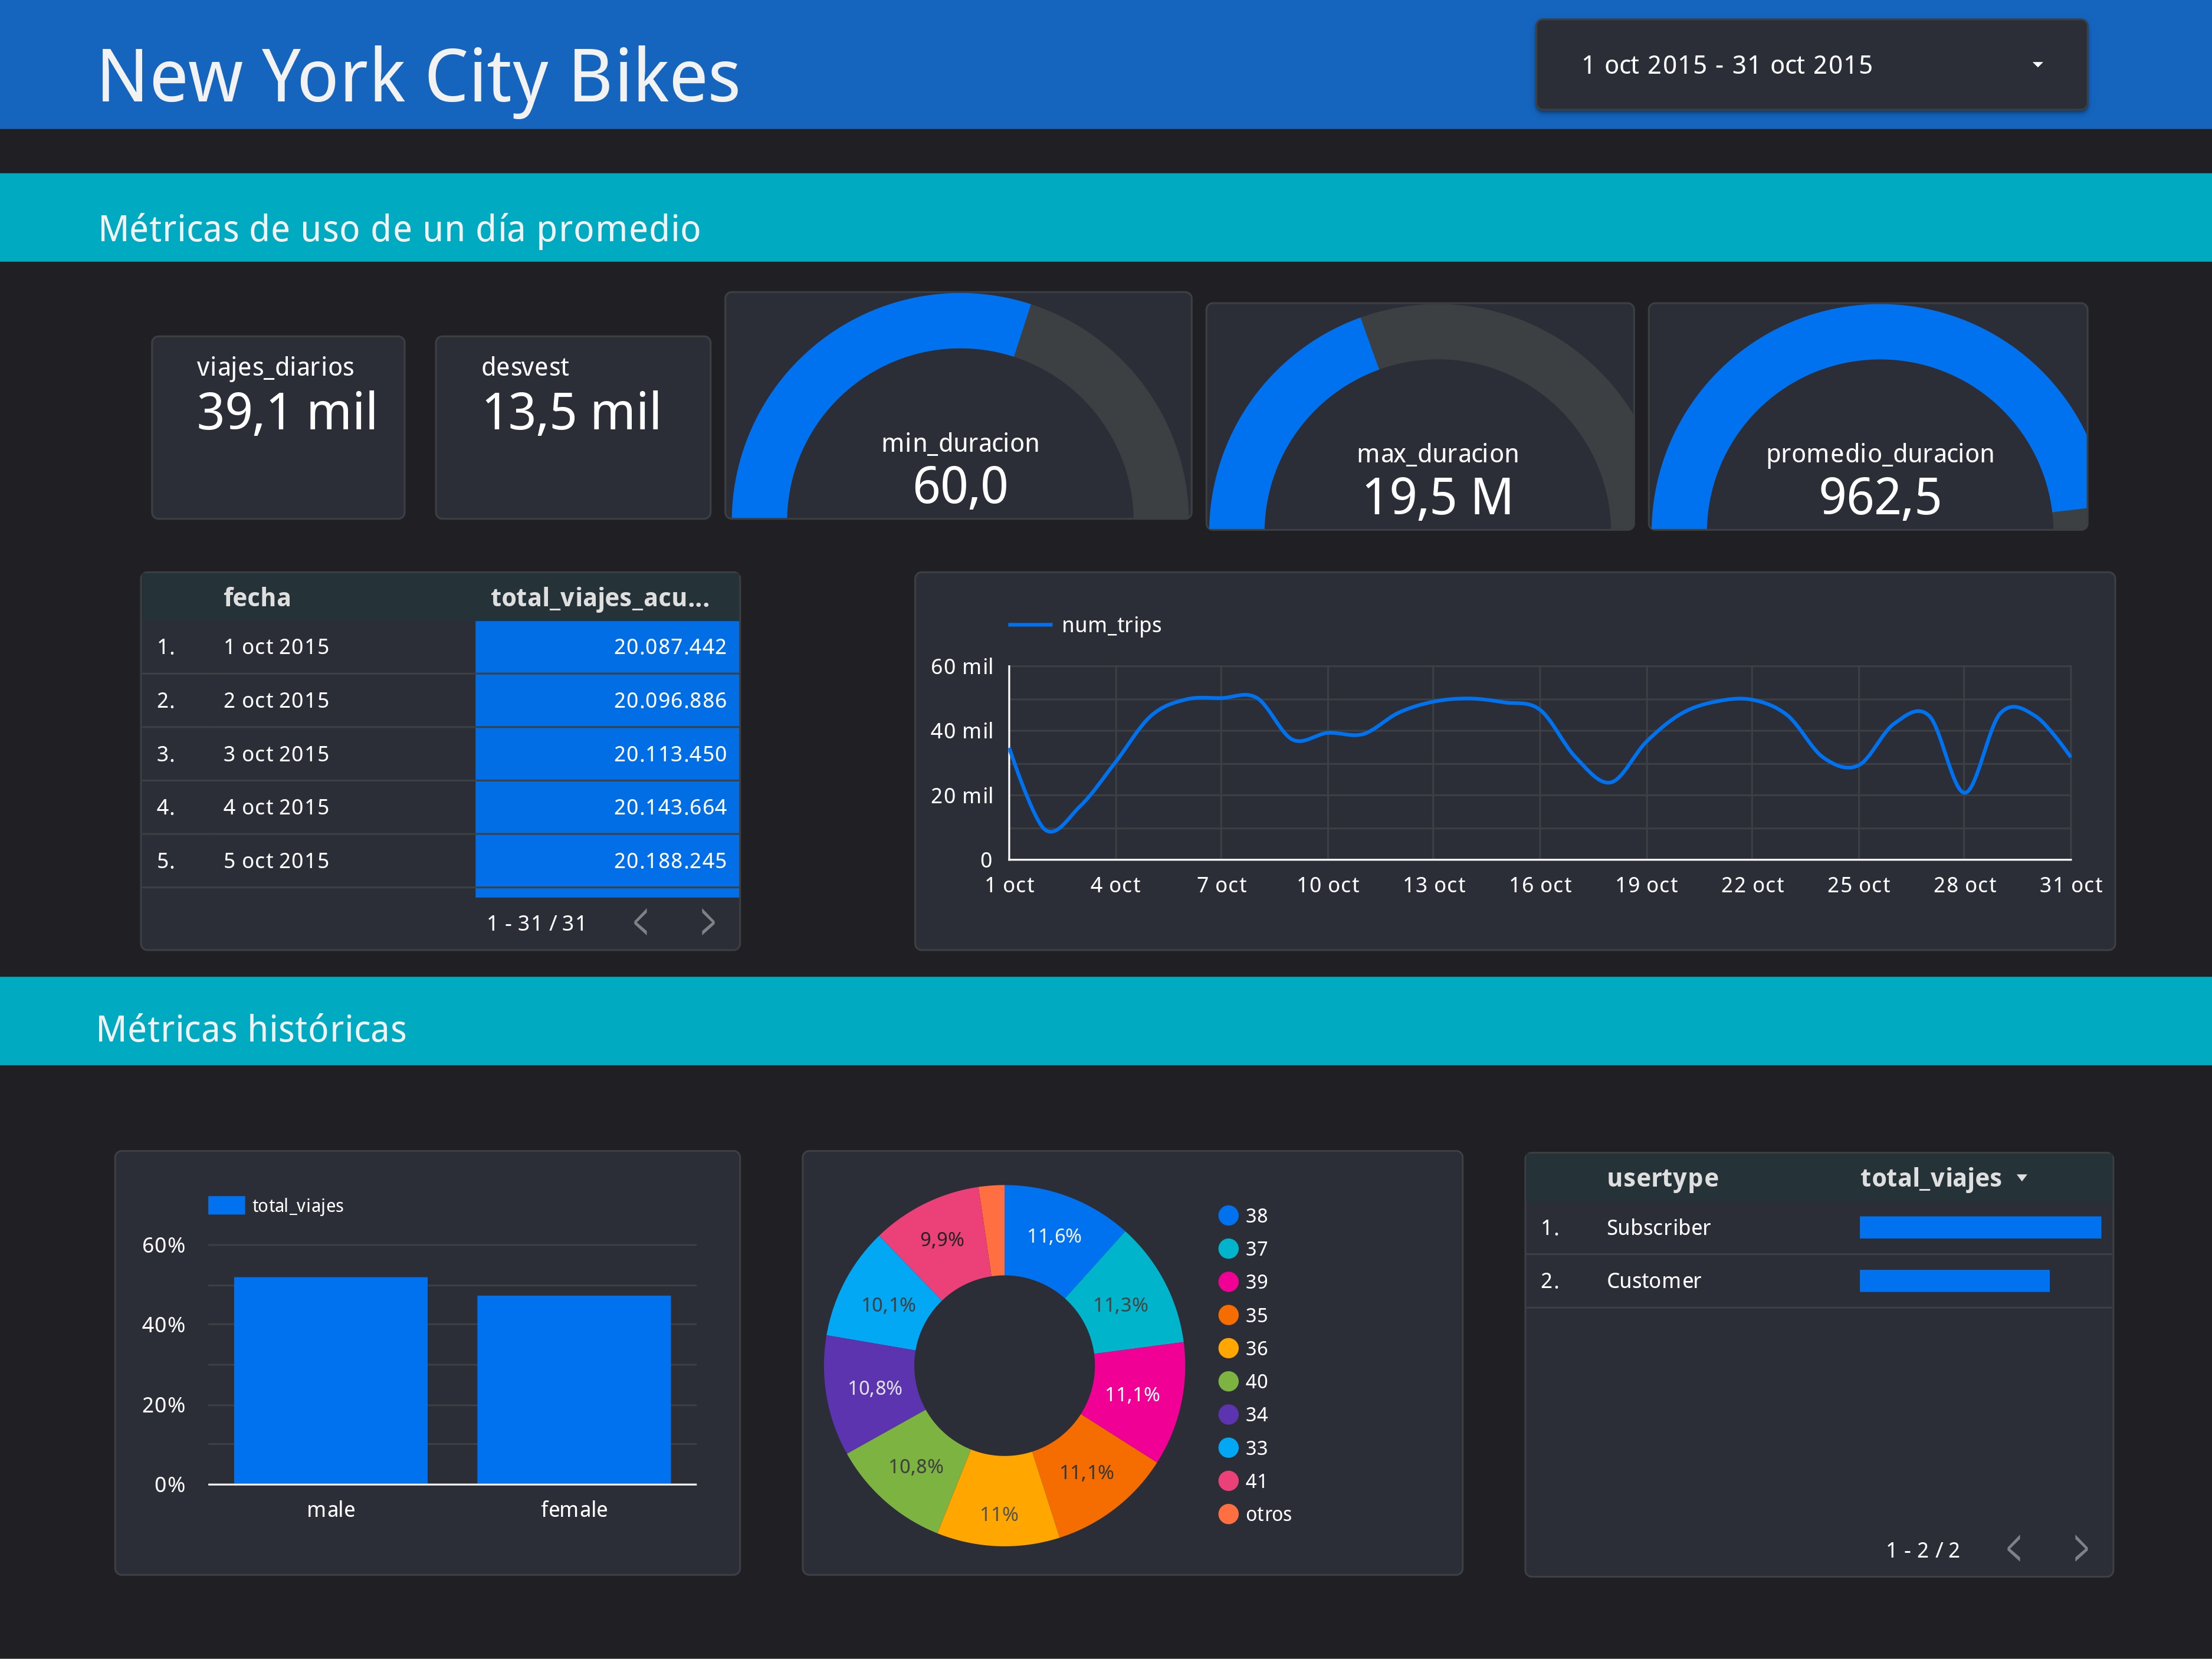 New York City Bikes
1 oct 2015 - 31 oct 2015
Métricas de uso de un día promedio
viajes_diarios
39,1 mil
desvest
13,5 mil
min_duracion
60,0
max_duracion
19,5 M
promedio_duracion
962,5
fecha total_viajes_acu...
1. 1 oct 2015 20.087.442
2. 2 oct 2015 20.096.886
3. 3 oct 2015 20.113.450
4. 4 oct 2015 20.143.664
5. 5 oct 2015 20.188.245
1 - 31 / 31
num_trips
60 mil
40 mil
20 mil
0
1 oct 4 oct 7 oct 10 oct 13 oct 16 oct 19 oct 22 oct 25 oct 28 oct 31 oct
Métricas históricas
total_viajes
60%
40%
20%
0%
male female
11,6%
11,3%
11,1%
11,1%
11%
10,8%
10,8%
10,1%
9,9%
38
37
39
35
36
40
34
33
41
otros
usertype total_viajes
1. Subscriber
2. Customer
1 - 2 / 2